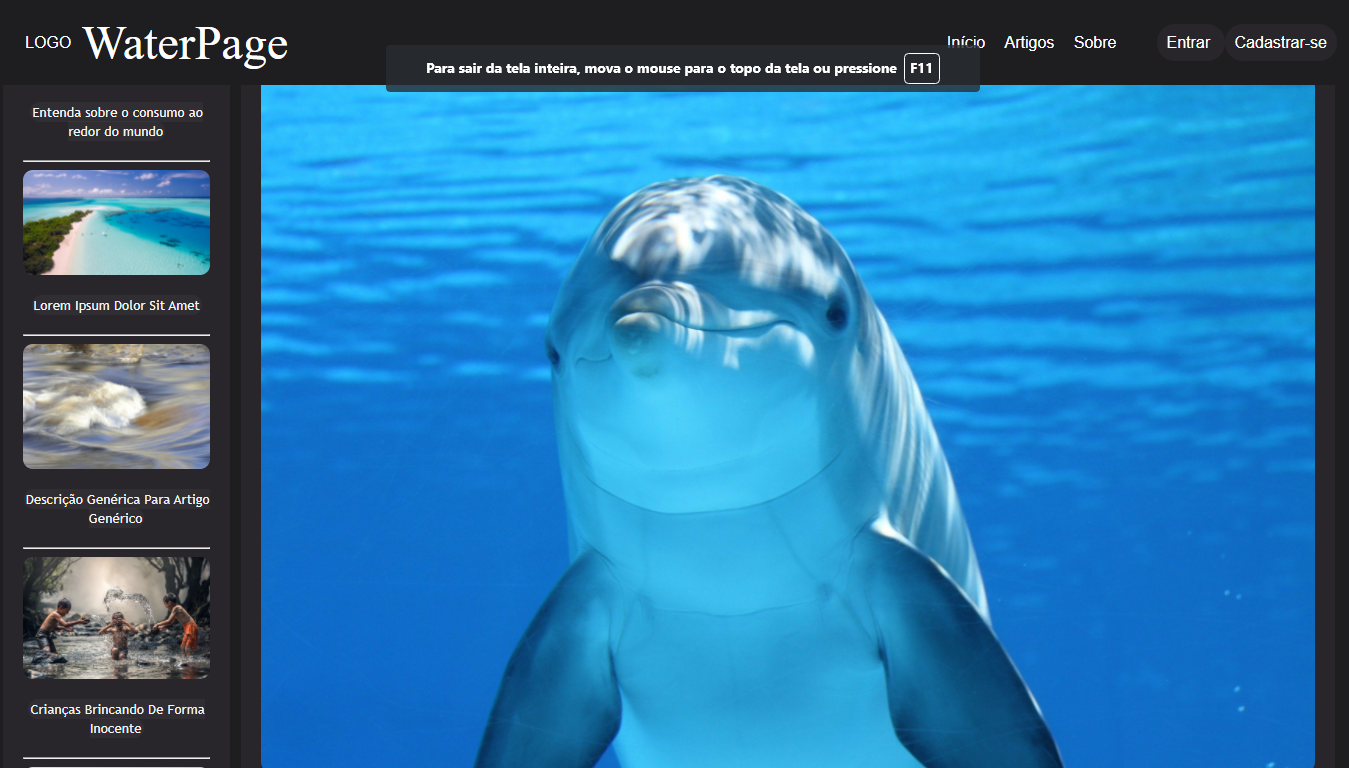 LOGO WaterPage
Início Artigos Sobre Entrar Cadastrar-se
Para sair da tela inteira, mova o mouse para o topo da tela ou pressione F11
Entenda sobre o consumo ao
redor do mundo
Lorem Ipsum Dolor Sit Amet
Descrição Genérica Para Artigo
Genérico
Crianças Brincando De Forma
Inocente